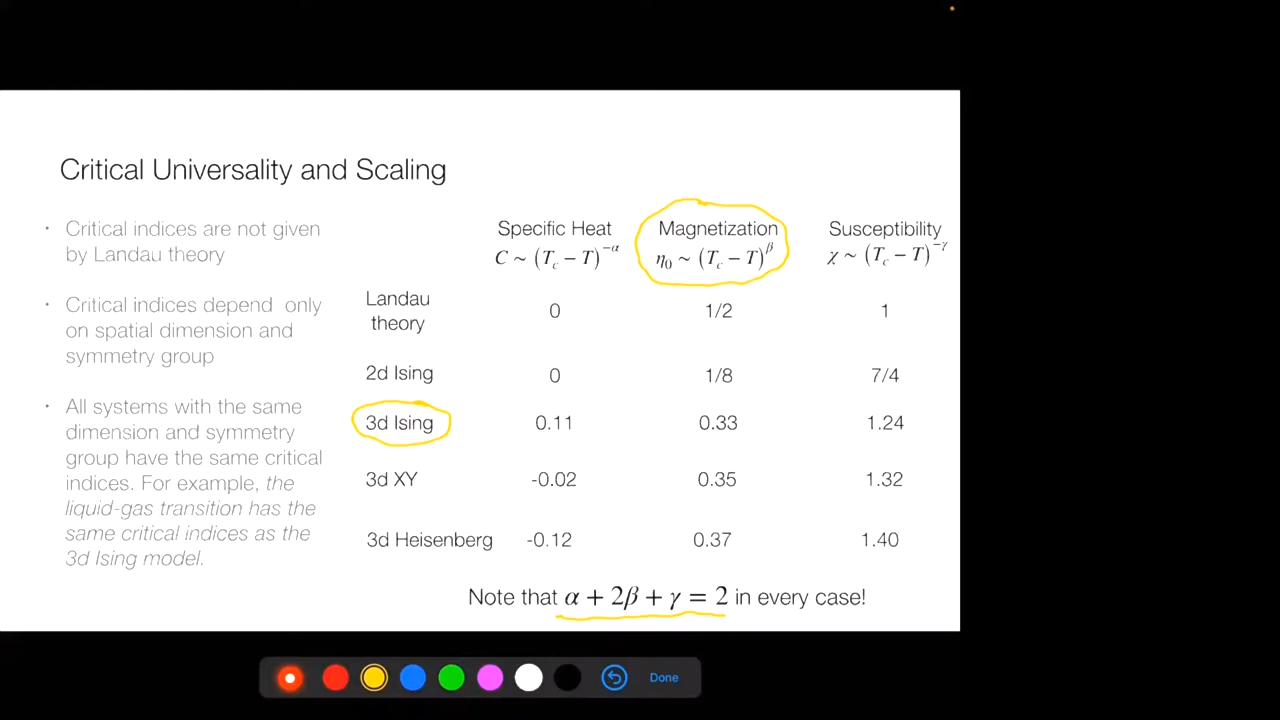 Critical Universality and Scaling
· Critical indices are not given
by Landau theory
· Critical indices depend only
on spatial dimension and
symmetry group
· All systems with the same
dimension and symmetry
group have the same critical
indices. For example, the
liquid-gas transition has the
same critical indices as the
3d Ising model.
Specific Heat Magnetization Susceptibility
C ~ (T_c − T)^{−α} η_0 ~ (T_c − T)^β χ ~ (T_c − T)^{−γ}
Landau
theory 0 1/2 1
2d Ising 0 1/8 7/4
3d Ising 0.11 0.33 1.24
3d XY -0.02 0.35 1.32
3d Heisenberg -0.12 0.37 1.40
Note that α + 2β + γ = 2 in every case!
Done